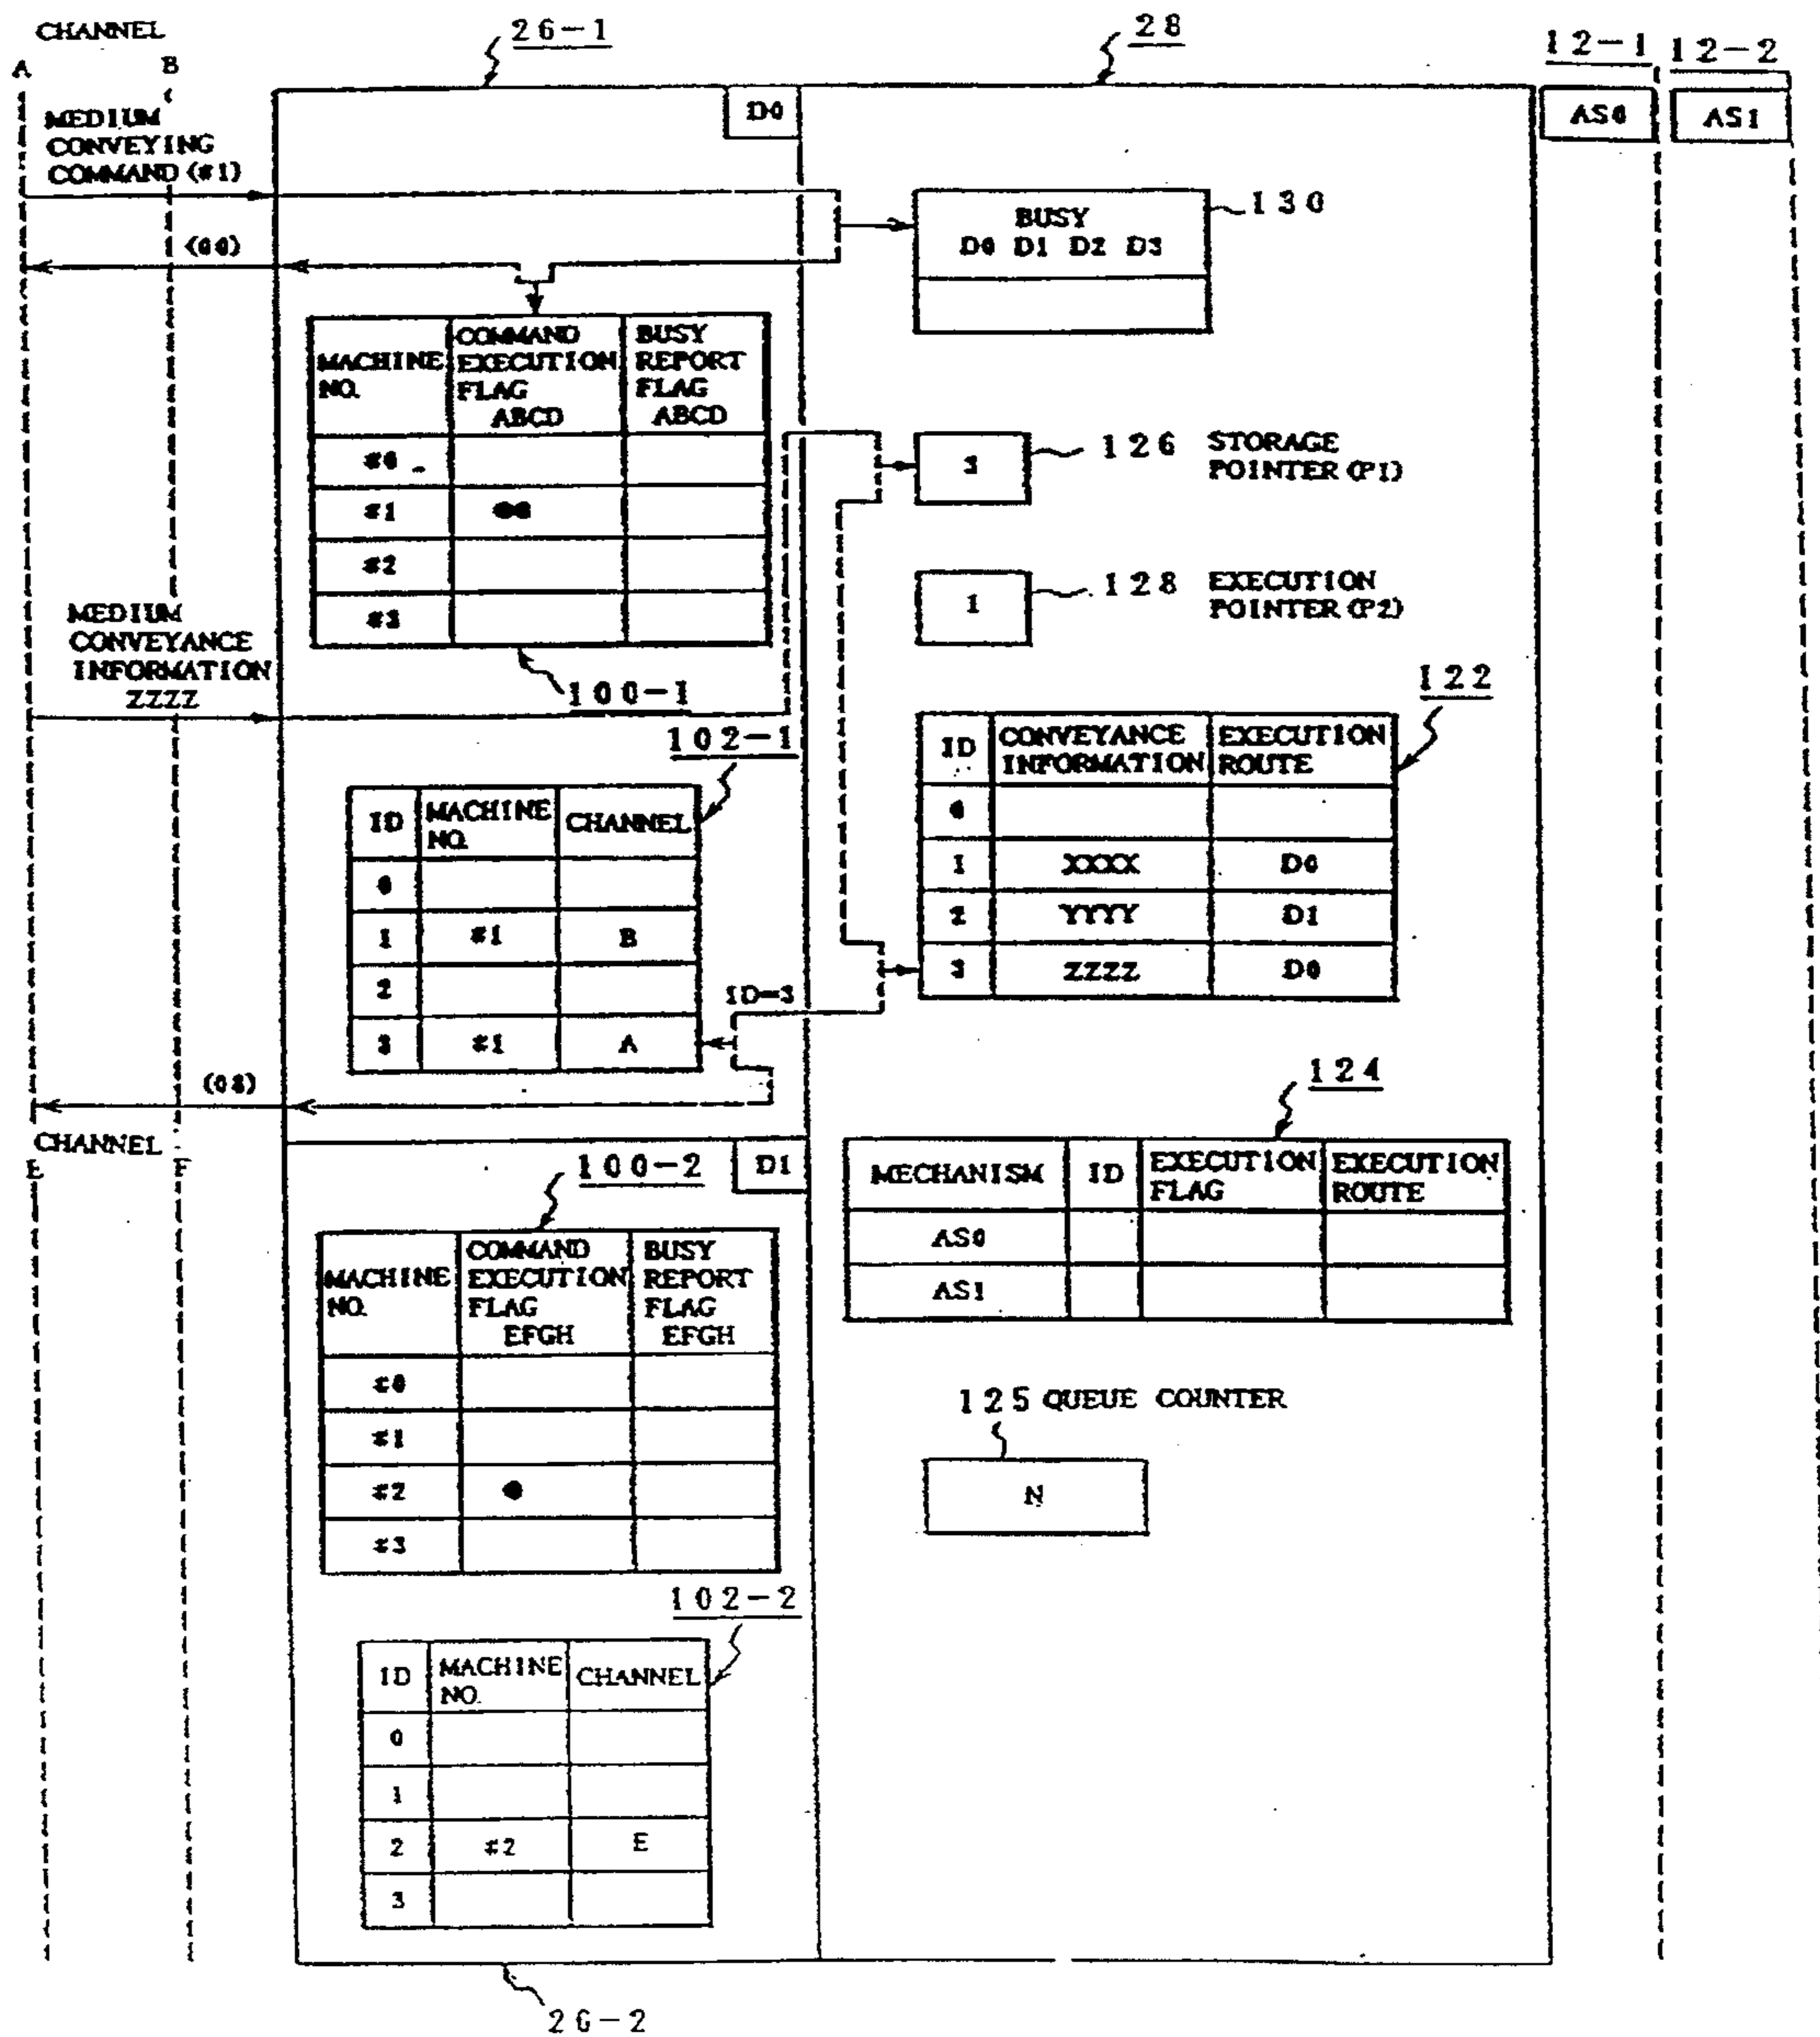 CHANNEL
A B
26-1
28
12-1
12-2
D0
AS0
AS1
MEDIUM
CONVEYING
COMMAND (#1)
(00)
BUSY
D0 D1 D2 D3
130
MACHINE NO.
COMMAND EXECUTION FLAG ABCD
BUSY REPORT FLAG ABCD
#0
#1 ●●
#2
#3
100-1
3
126 STORAGE
POINTER (P1)
1
128 EXECUTION
POINTER (P2)
MEDIUM
CONVEYANCE
INFORMATION
ZZZZ
102-1
ID MACHINE NO. CHANNEL
0
1 #1 B
2
3 #1 A
ID=3
122
ID CONVEYANCE INFORMATION EXECUTION ROUTE
0
1 XXXX D0
2 YYYY D1
3 ZZZZ D0
CHANNEL
E F
D1
100-2
MACHINE NO.
COMMAND EXECUTION FLAG EFGH
BUSY REPORT FLAG EFGH
#0
#1
#2 ●
#3
124
MECHANISM ID EXECUTION FLAG EXECUTION ROUTE
AS0
AS1
125 QUEUE COUNTER
N
102-2
ID MACHINE NO. CHANNEL
0
1
2 #2 E
3
26-2